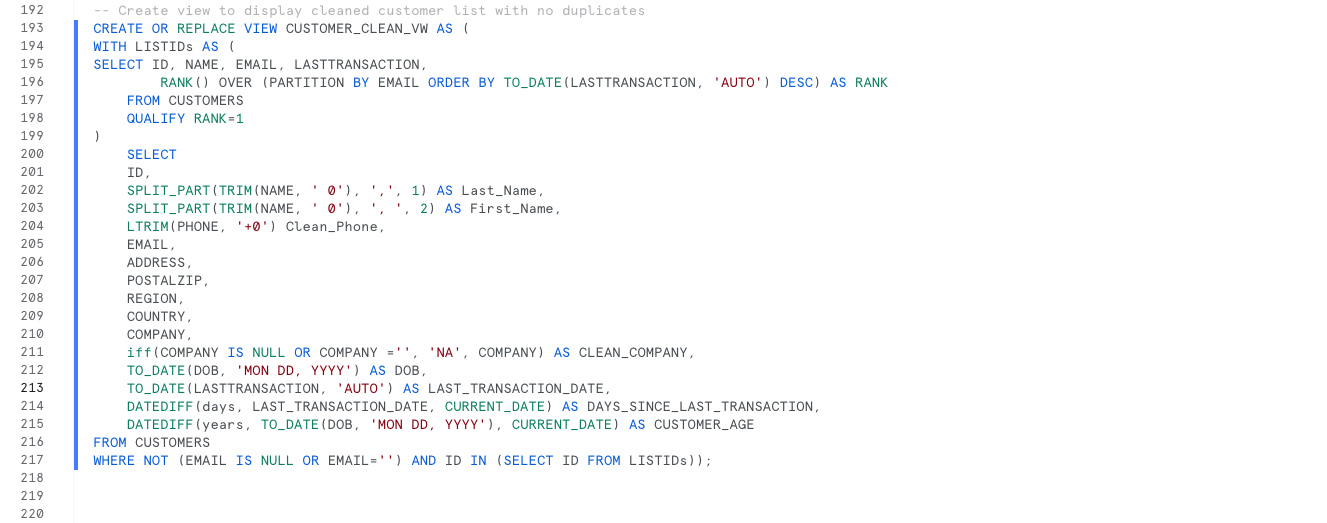 192 -- Create view to display cleaned customer list with no duplicates
193 CREATE OR REPLACE VIEW CUSTOMER_CLEAN_VW AS (
194 WITH LISTIDs AS (
195 SELECT ID, NAME, EMAIL, LASTTRANSACTION,
196 RANK() OVER (PARTITION BY EMAIL ORDER BY TO_DATE(LASTTRANSACTION, 'AUTO') DESC) AS RANK
197 FROM CUSTOMERS
198 QUALIFY RANK=1
199 )
200 SELECT
201 ID,
202 SPLIT_PART(TRIM(NAME, ' 0'), ',', 1) AS Last_Name,
203 SPLIT_PART(TRIM(NAME, ' 0'), ', ', 2) AS First_Name,
204 LTRIM(PHONE, '+0') Clean_Phone,
205 EMAIL,
206 ADDRESS,
207 POSTALZIP,
208 REGION,
209 COUNTRY,
210 COMPANY,
211 iff(COMPANY IS NULL OR COMPANY ='', 'NA', COMPANY) AS CLEAN_COMPANY,
212 TO_DATE(DOB, 'MON DD, YYYY') AS DOB,
213 TO_DATE(LASTTRANSACTION, 'AUTO') AS LAST_TRANSACTION_DATE,
214 DATEDIFF(days, LAST_TRANSACTION_DATE, CURRENT_DATE) AS DAYS_SINCE_LAST_TRANSACTION,
215 DATEDIFF(years, TO_DATE(DOB, 'MON DD, YYYY'), CURRENT_DATE) AS CUSTOMER_AGE
216 FROM CUSTOMERS
217 WHERE NOT (EMAIL IS NULL OR EMAIL='') AND ID IN (SELECT ID FROM LISTIDs));
218
219
220